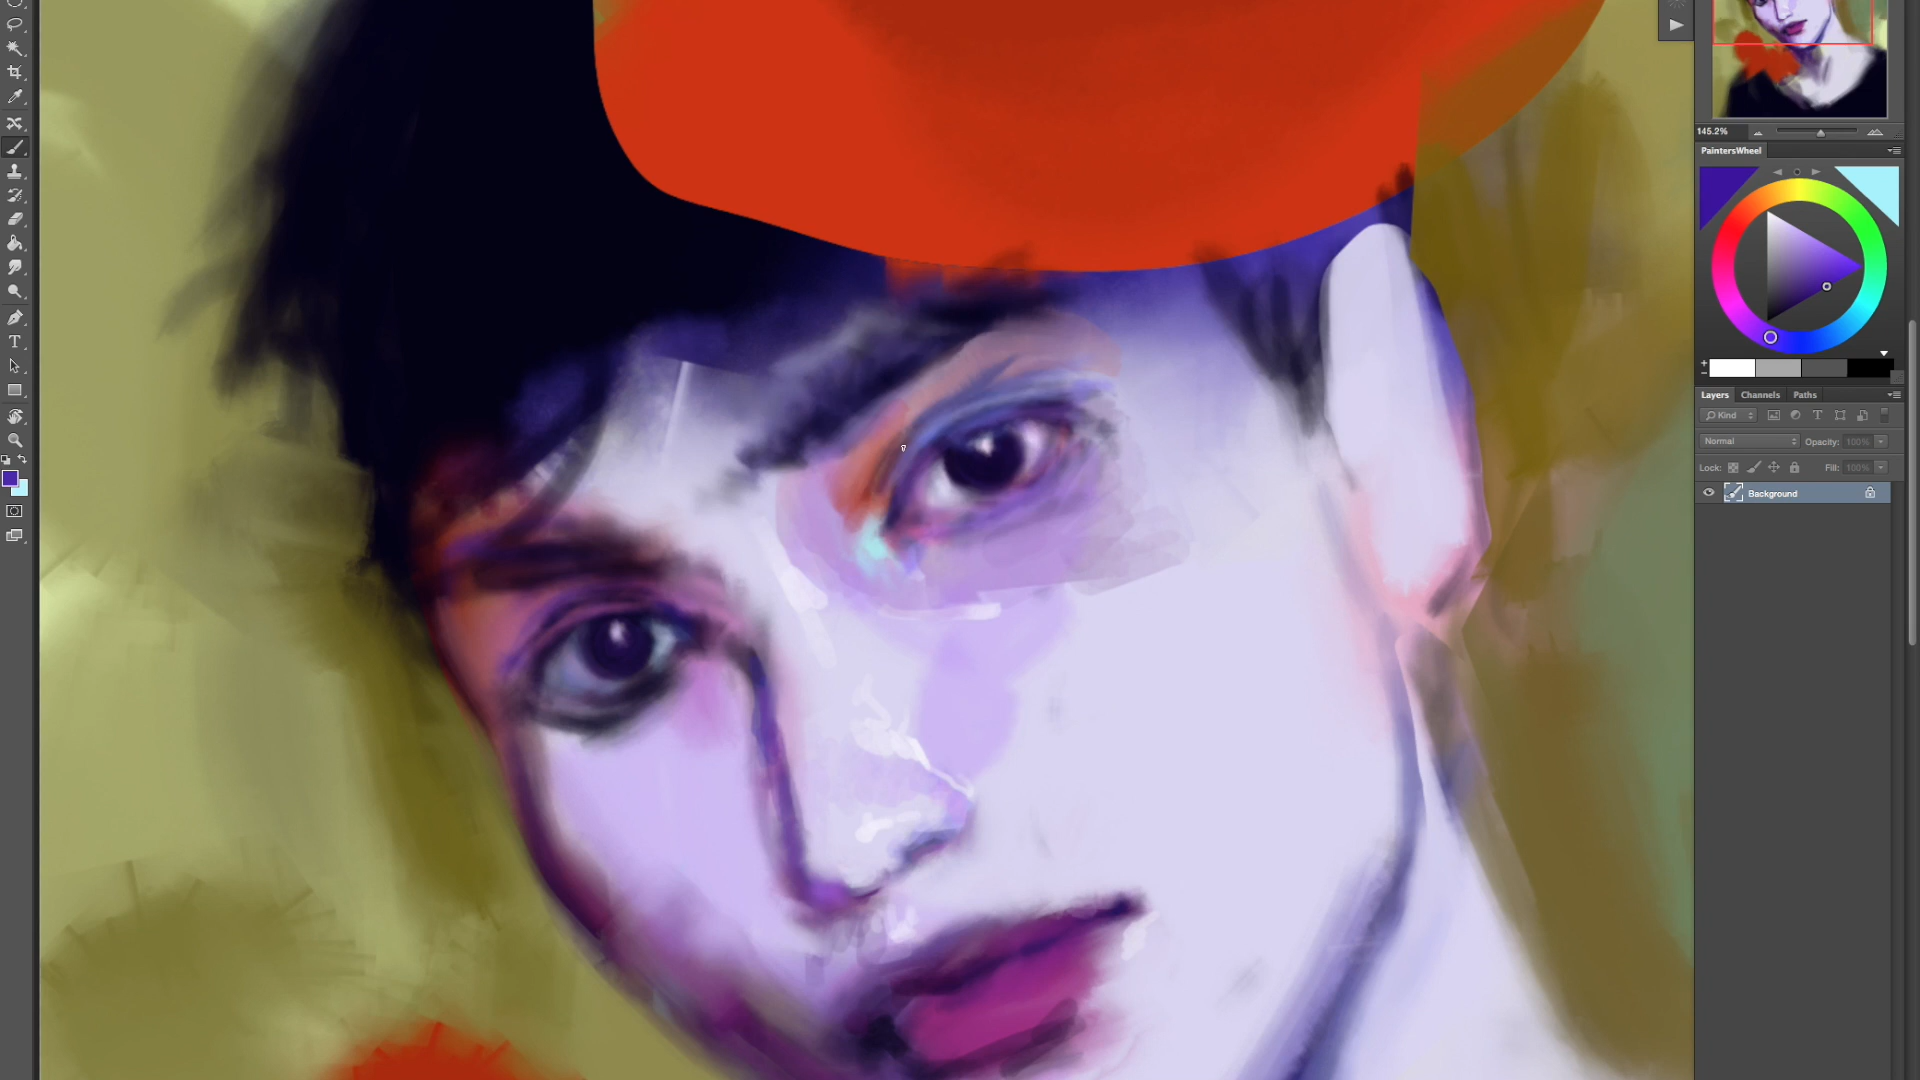 145.2%
PaintersWheel
Layers Channels Paths
Kind
Normal Opacity: 100%
Lock: Fill: 100%
Background
T